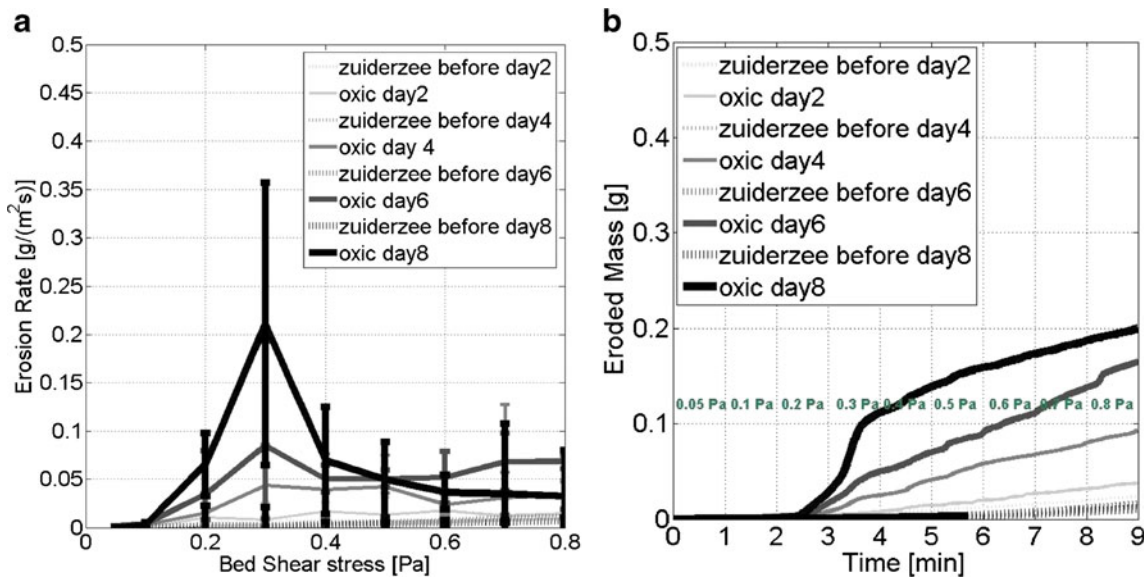 a
0.5
0.45
0.4
0.35
0.3
0.25
0.2
0.15
0.1
0.05
0
Erosion Rate [g/(m²s)]
zuiderzee before day2
oxic day2
zuiderzee before day4
oxic day 4
zuiderzee before day6
oxic day6
zuiderzee before day8
oxic day8
0 0.2 0.4 0.6 0.8
Bed Shear stress [Pa]
b
0.5
0.4
0.3
0.2
0.1
0
Eroded Mass [g]
zuiderzee before day2
oxic day2
zuiderzee before day4
oxic day4
zuiderzee before day6
oxic day6
zuiderzee before day8
oxic day8
0.05 Pa 0.1 Pa 0.2 Pa 0.3 Pa 0.4 Pa 0.5 Pa 0.6 Pa 0.7 Pa 0.8 Pa
0 1 2 3 4 5 6 7 8 9
Time [min]